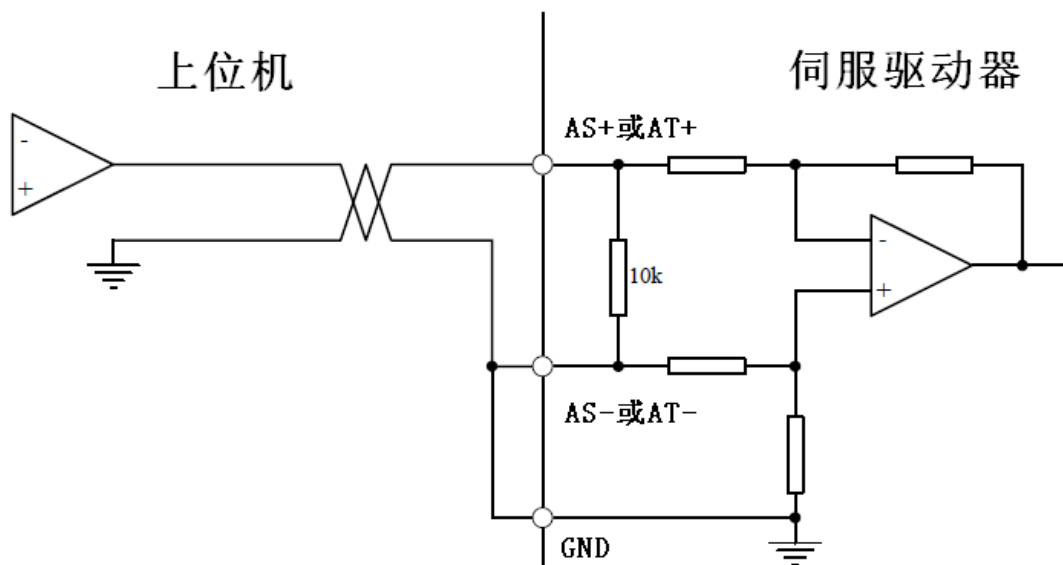 上位机
伺服驱动器
AS+或AT+
-
+
10k
-
+
AS-或AT-
GND